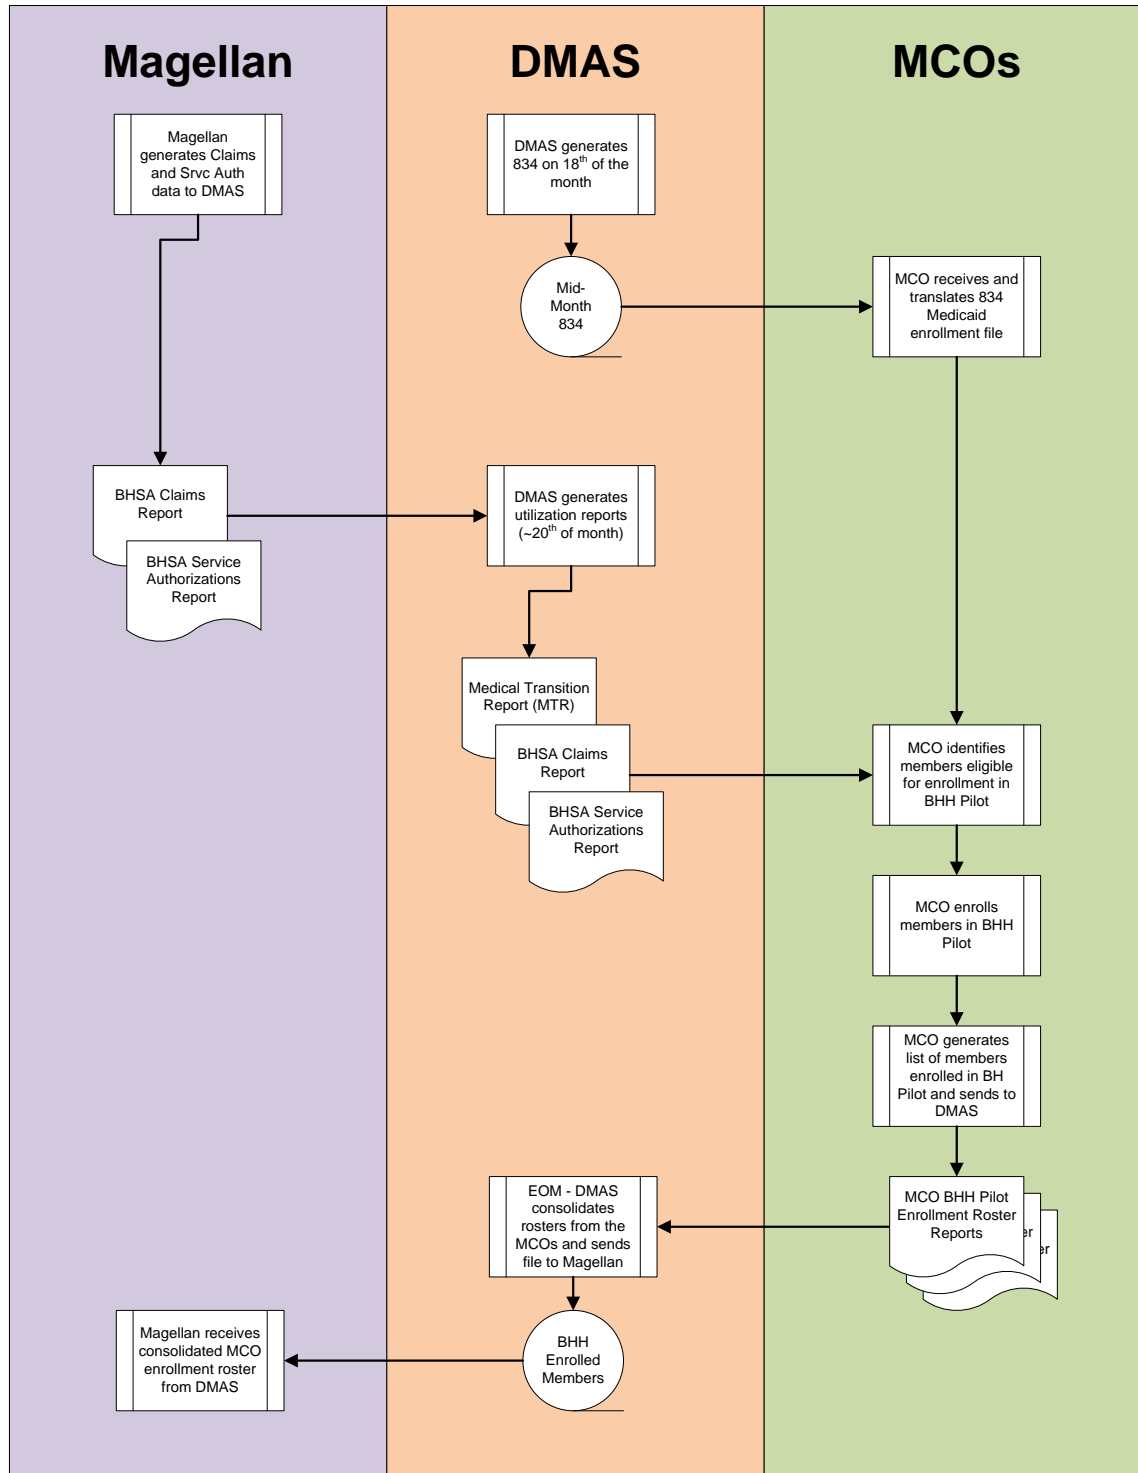 Magellan
DMAS
MCOs
Magellan
generates Claims
and Srvc Auth
data to DMAS
DMAS generates
834 on 18th of the
month
Mid-
Month
834
MCO receives and
translates 834
Medicaid
enrollment file
BHSA Claims
Report
BHSA Service
Authorizations
Report
DMAS generates
utilization reports
(~20th of month)
Medical Transition
Report (MTR)
BHSA Claims
Report
BHSA Service
Authorizations
Report
MCO identifies
members eligible
for enrollment in
BHH Pilot
MCO enrolls
members in BHH
Pilot
MCO generates
list of members
enrolled in BH
Pilot and sends to
DMAS
MCO BHH Pilot
Enrollment Roster
Reports
er
er
EOM - DMAS
consolidates
rosters from the
MCOs and sends
file to Magellan
BHH
Enrolled
Members
Magellan receives
consolidated MCO
enrollment roster
from DMAS